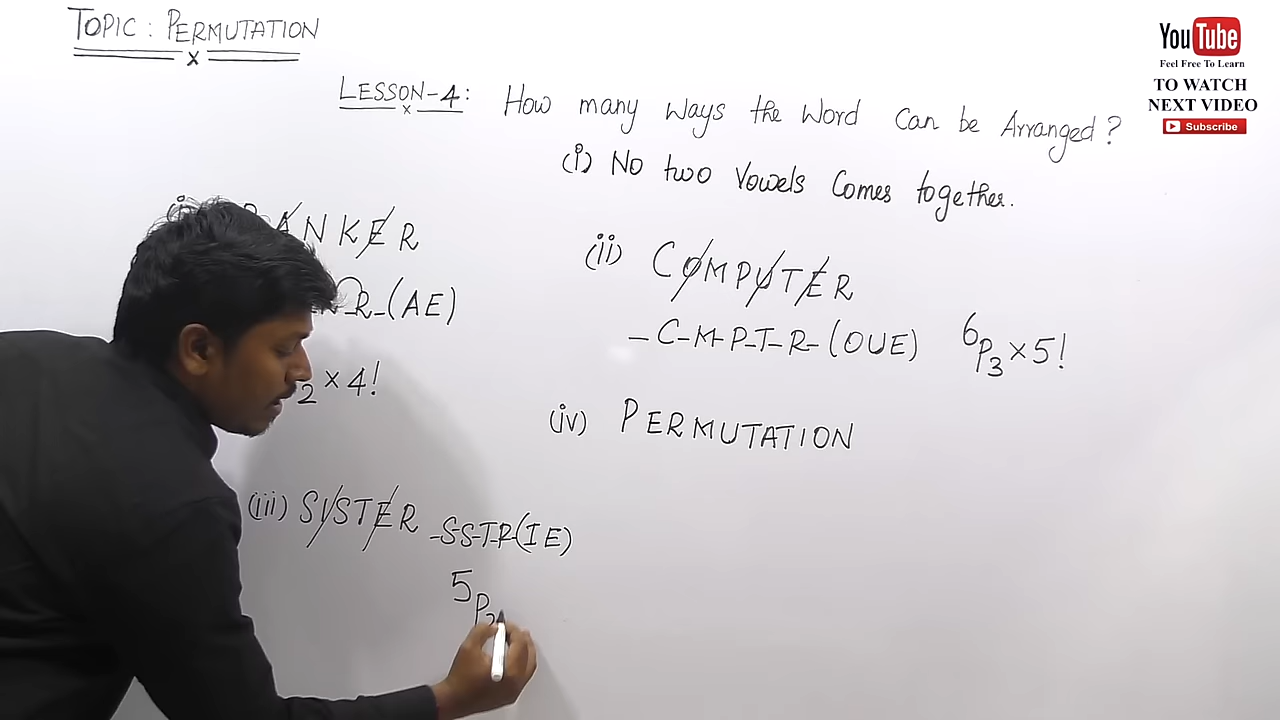 TOPIC : PERMUTATION
YouTube
Feel Free To Learn
TO WATCH
NEXT VIDEO
Subscribe
LESSON-4: How many ways the word can be Arranged?
(i) No two vowels comes together.
ANKER
(ii) COMPUTER
R-(AE)
-C-M-P-T-R-(OUE) 6P3×5!
2×4!
(iv) PERMUTATION
(iii) SYSTER -S-S-T-R-(IE)
5P2